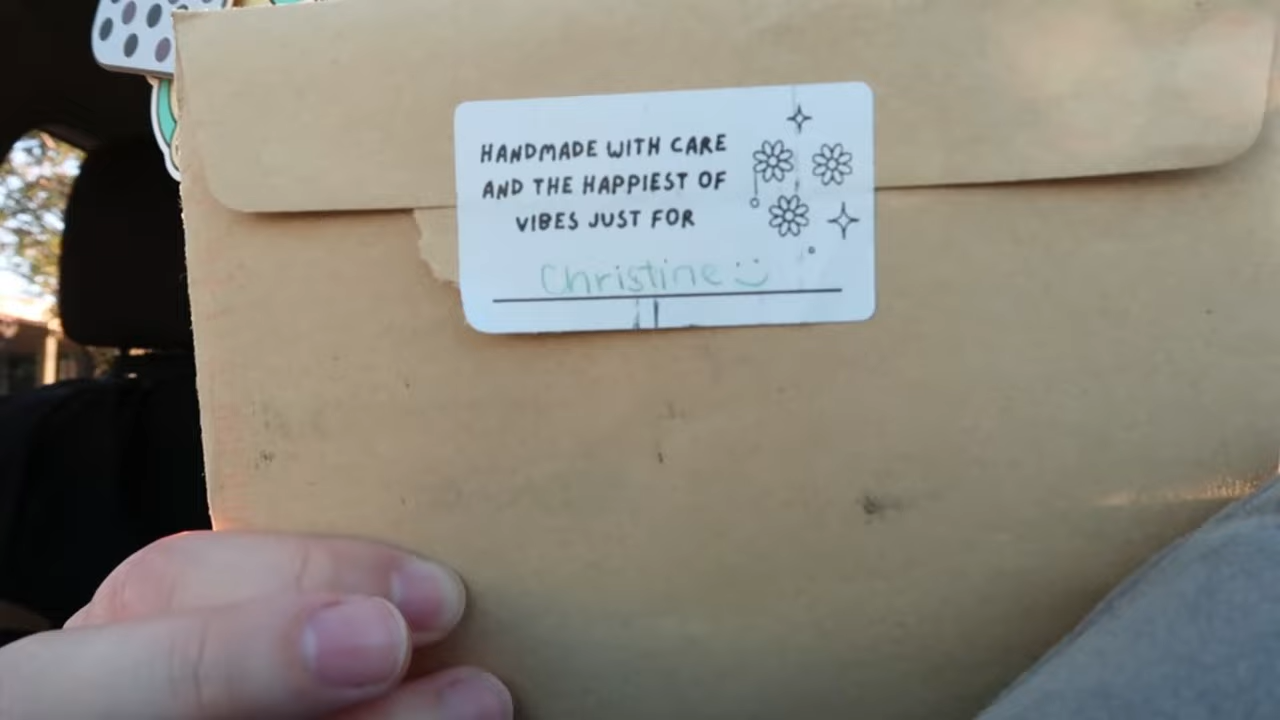 HANDMADE WITH CARE
AND THE HAPPIEST OF
VIBES JUST FOR
Christine :)